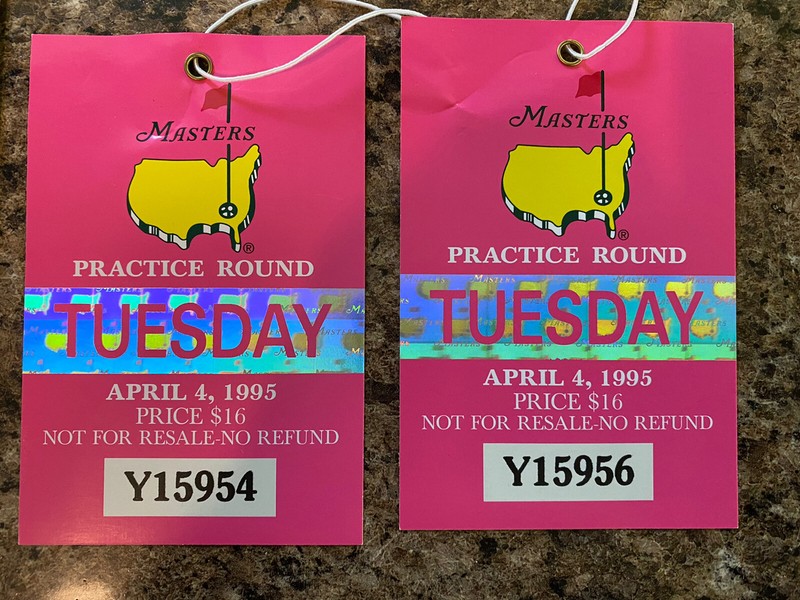 MASTERS
®
PRACTICE ROUND
TUESDAY
APRIL 4, 1995
PRICE $16
NOT FOR RESALE-NO REFUND
Y15954
MASTERS
®
PRACTICE ROUND
TUESDAY
APRIL 4, 1995
PRICE $16
NOT FOR RESALE-NO REFUND
Y15956